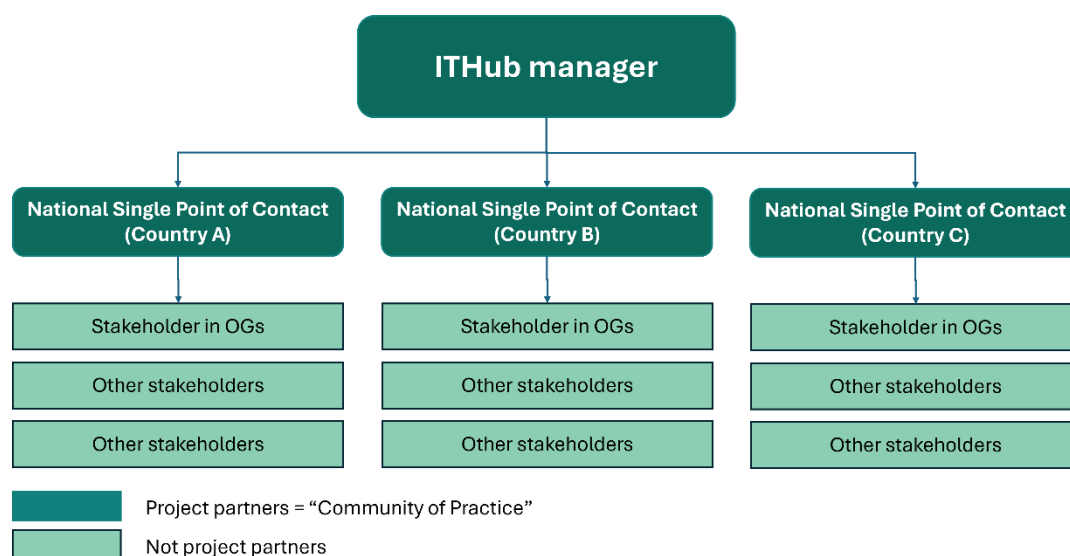 ITHub manager
National Single Point of Contact
(Country A)
National Single Point of Contact
(Country B)
National Single Point of Contact
(Country C)
Stakeholder in OGs
Stakeholder in OGs
Stakeholder in OGs
Other stakeholders
Other stakeholders
Other stakeholders
Other stakeholders
Other stakeholders
Other stakeholders
Project partners = “Community of Practice”
Not project partners